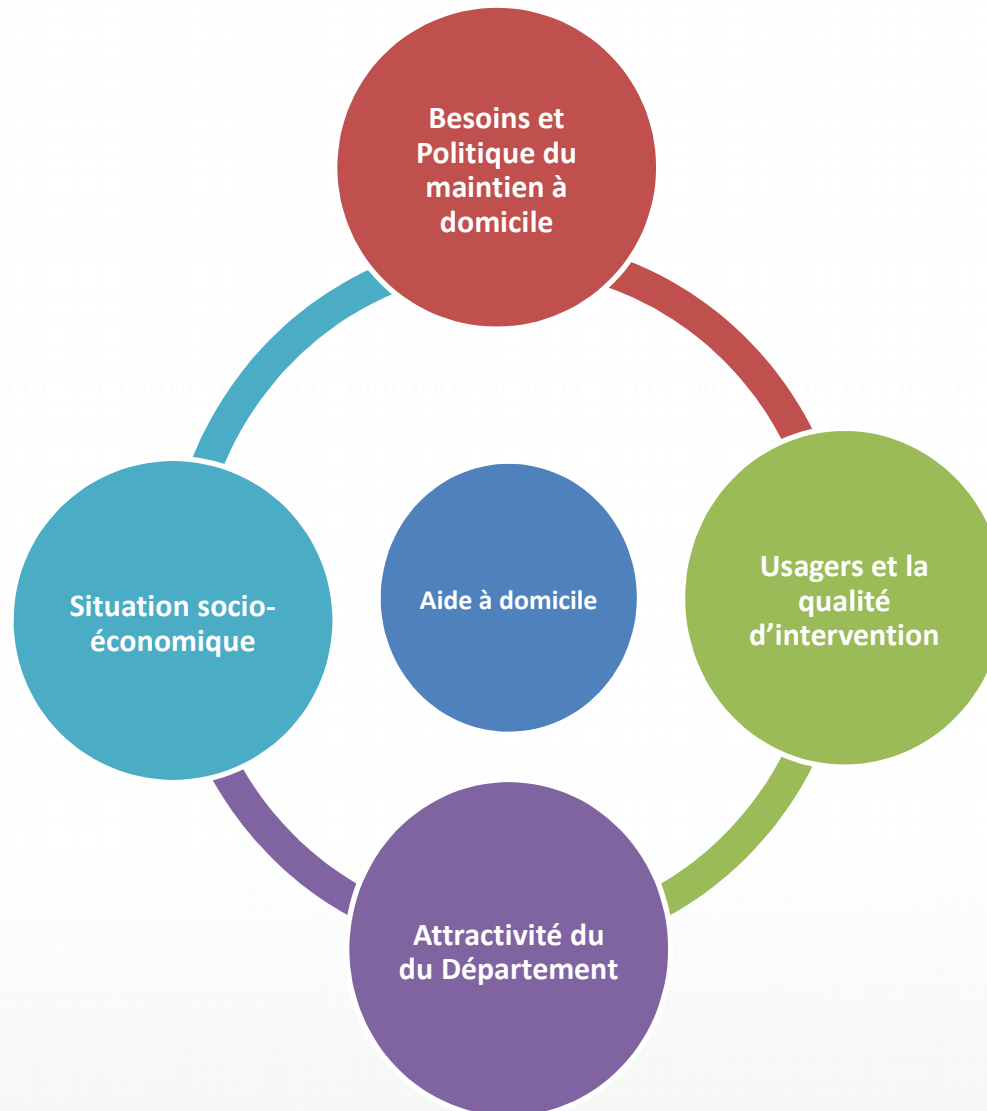 Besoins et
Politique du
maintien à
domicile
Situation socio-
économique
Aide à domicile
Usagers et la
qualité
d’intervention
Attractivité du
du Département